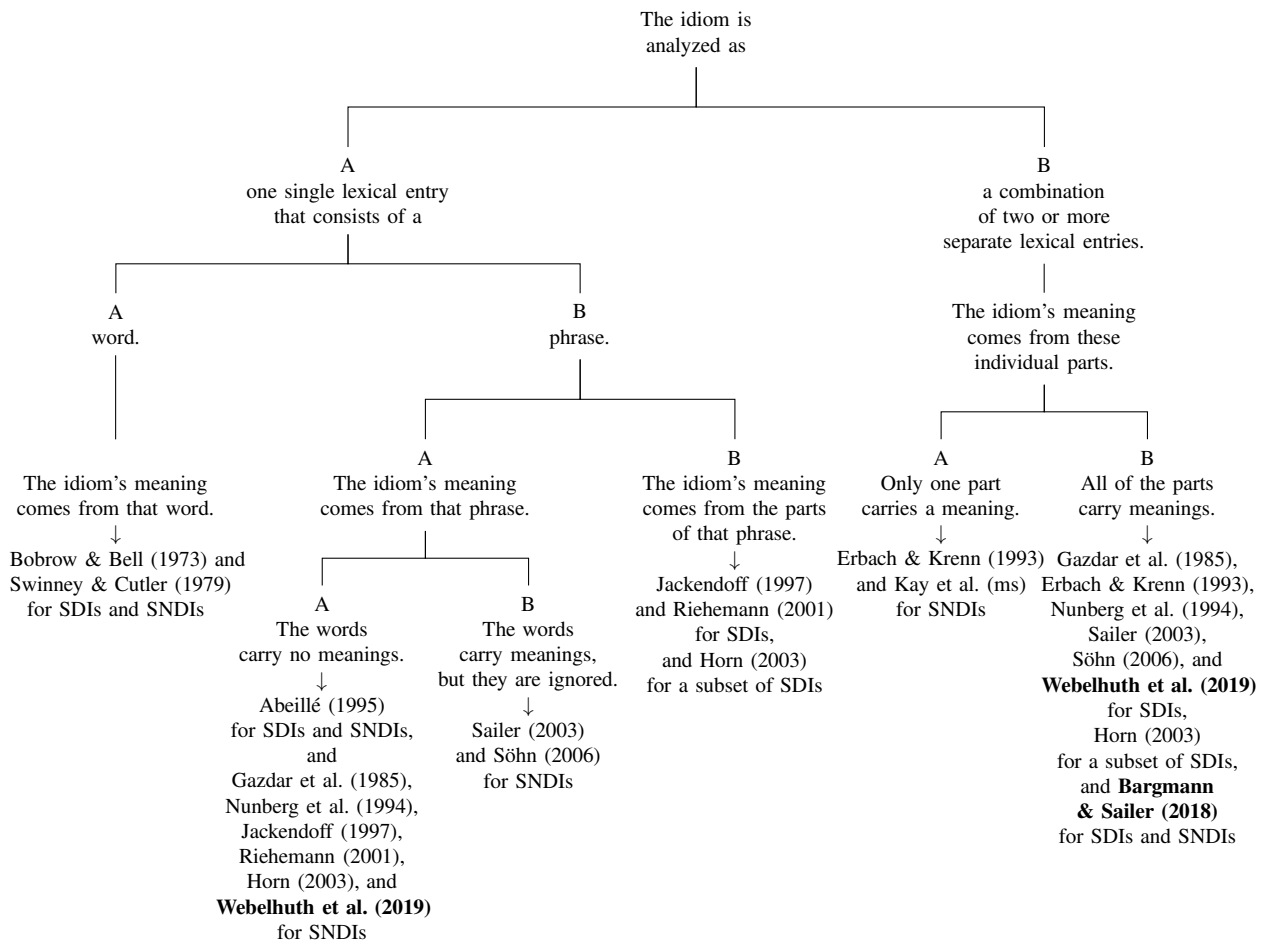 The idiom is
analyzed as
A
one single lexical entry
that consists of a
B
a combination
of two or more
separate lexical entries.
A
word.
B
phrase.
The idiom's meaning
comes from these
individual parts.
The idiom's meaning
comes from that word.
↓
Bobrow & Bell (1973) and
Swinney & Cutler (1979)
for SDIs and SNDIs
A
The idiom's meaning
comes from that phrase.
B
The idiom's meaning
comes from the parts
of that phrase.
↓
Jackendoff (1997)
and Riehemann (2001)
for SDIs,
and Horn (2003)
for a subset of SDIs
A
Only one part
carries a meaning.
↓
Erbach & Krenn (1993)
and Kay et al. (ms)
for SNDIs
B
All of the parts
carry meanings.
↓
Gazdar et al. (1985),
Erbach & Krenn (1993),
Nunberg et al. (1994),
Sailer (2003),
Söhn (2006), and
Webelhuth et al. (2019)
for SDIs,
Horn (2003)
for a subset of SDIs,
and Bargmann
& Sailer (2018)
for SDIs and SNDIs
A
The words
carry no meanings.
↓
Abeillé (1995)
for SDIs and SNDIs,
and
Gazdar et al. (1985),
Nunberg et al. (1994),
Jackendoff (1997),
Riehemann (2001),
Horn (2003), and
Webelhuth et al. (2019)
for SNDIs
B
The words
carry meanings,
but they are ignored.
↓
Sailer (2003)
and Söhn (2006)
for SNDIs